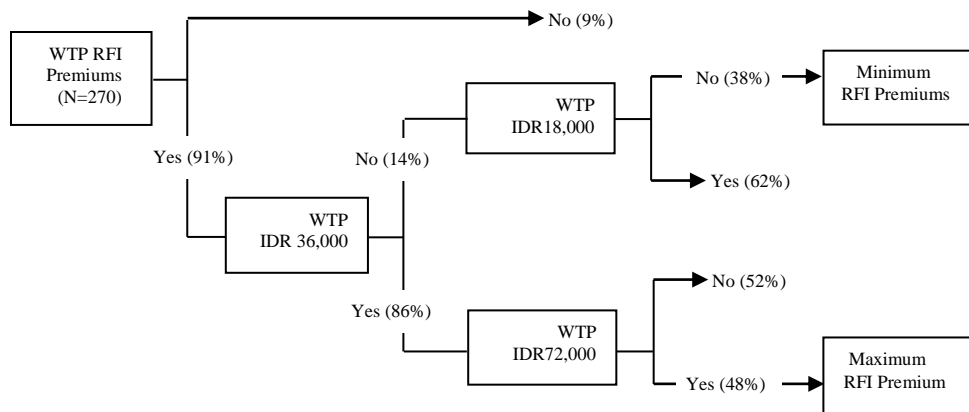 No (9%)
WTP RFI
Premiums
(N=270)
No (38%)
Minimum
RFI Premiums
WTP
IDR18,000
Yes (91%)
No (14%)
Yes (62%)
WTP
IDR 36,000
No (52%)
Yes (86%)
WTP
IDR72,000
Maximum
RFI Premium
Yes (48%)